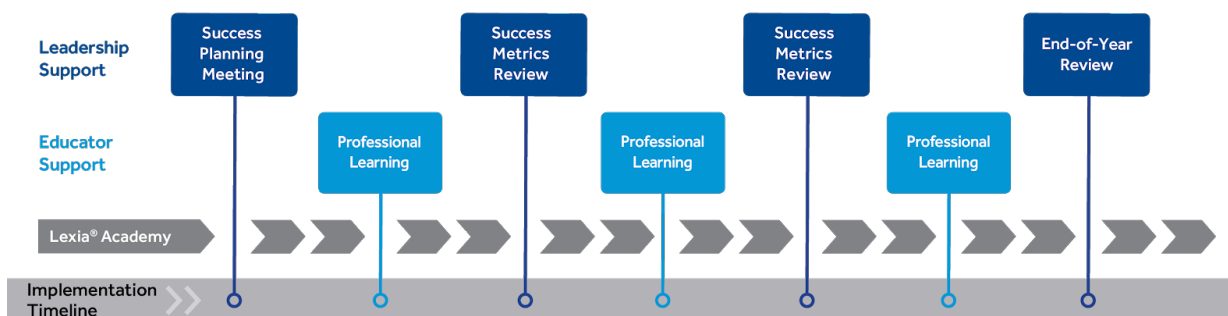 Leadership
Support
Success
Planning
Meeting
Success
Metrics
Review
Success
Metrics
Review
End-of-Year
Review
Educator
Support
Professional
Learning
Professional
Learning
Professional
Learning
Lexia® Academy
Implementation
Timeline